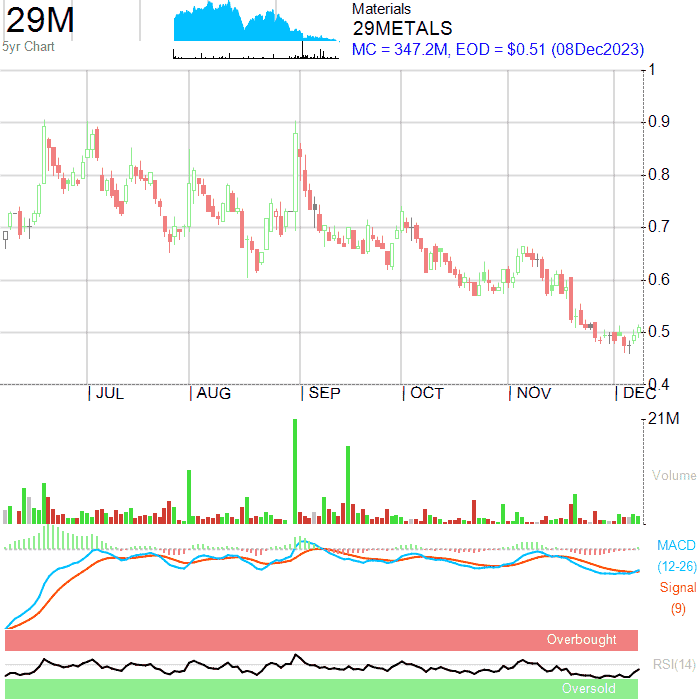 29M
5yr Chart
Materials
29METALS
MC = 347.2M, EOD = $0.51 (08Dec2023)
1
0.9
0.8
0.7
0.6
0.5
0.4
JUL AUG SEP OCT NOV DEC
21M
Volume
MACD
(12-26)
Signal
(9)
Overbought
RSI(14)
Oversold